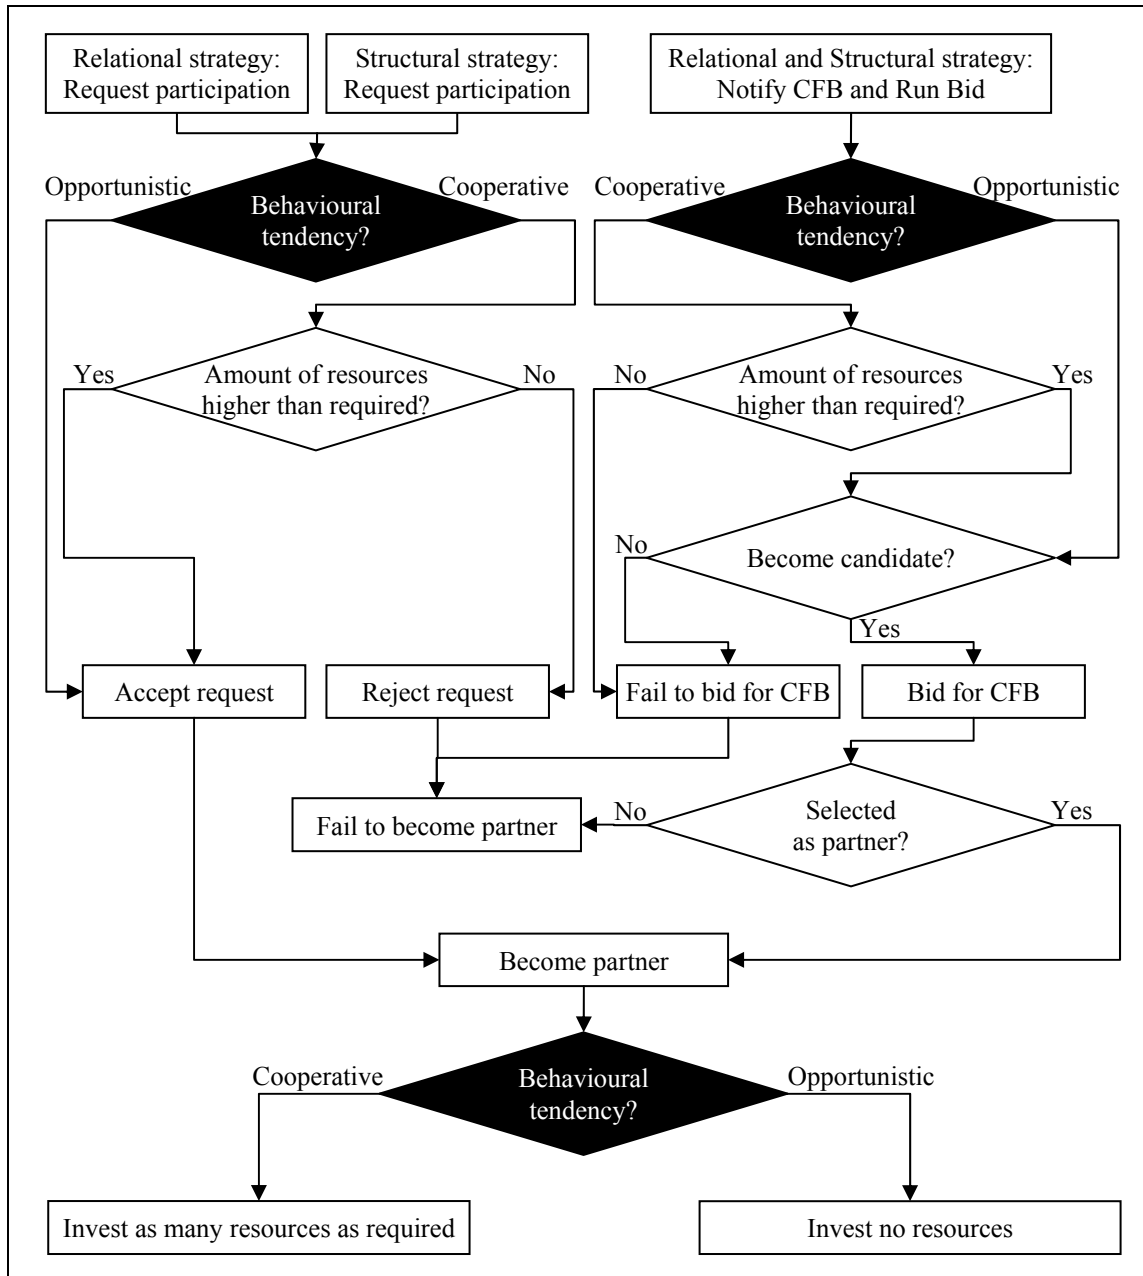 Relational strategy:
Request participation
Structural strategy:
Request participation
Relational and Structural strategy:
Notify CFB and Run Bid
Opportunistic
Cooperative
Behavioural
tendency?
Cooperative
Opportunistic
Behavioural
tendency?
Yes
Amount of resources
higher than required?
No
No
Amount of resources
higher than required?
Yes
No
Become candidate?
Yes
Accept request
Reject request
Fail to bid for CFB
Bid for CFB
Fail to become partner
No
Selected
as partner?
Yes
Become partner
Cooperative
Behavioural
tendency?
Opportunistic
Invest as many resources as required
Invest no resources